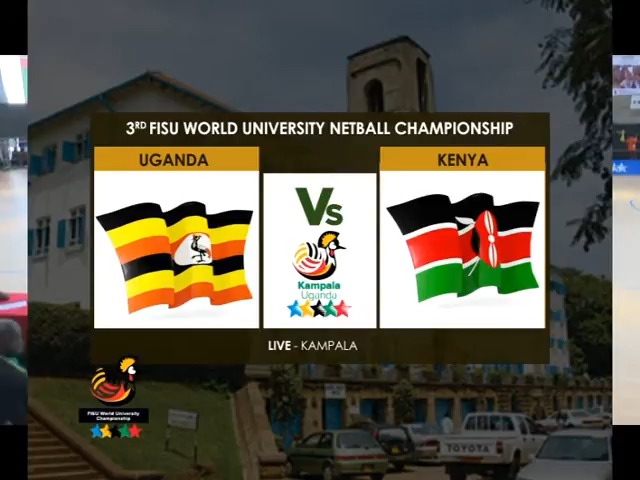 3RD FISU WORLD UNIVERSITY NETBALL CHAMPIONSHIP
UGANDA
KENYA
Vs
Kampala
Uganda
LIVE - KAMPALA
FISU World University
Championship
TOYOTA